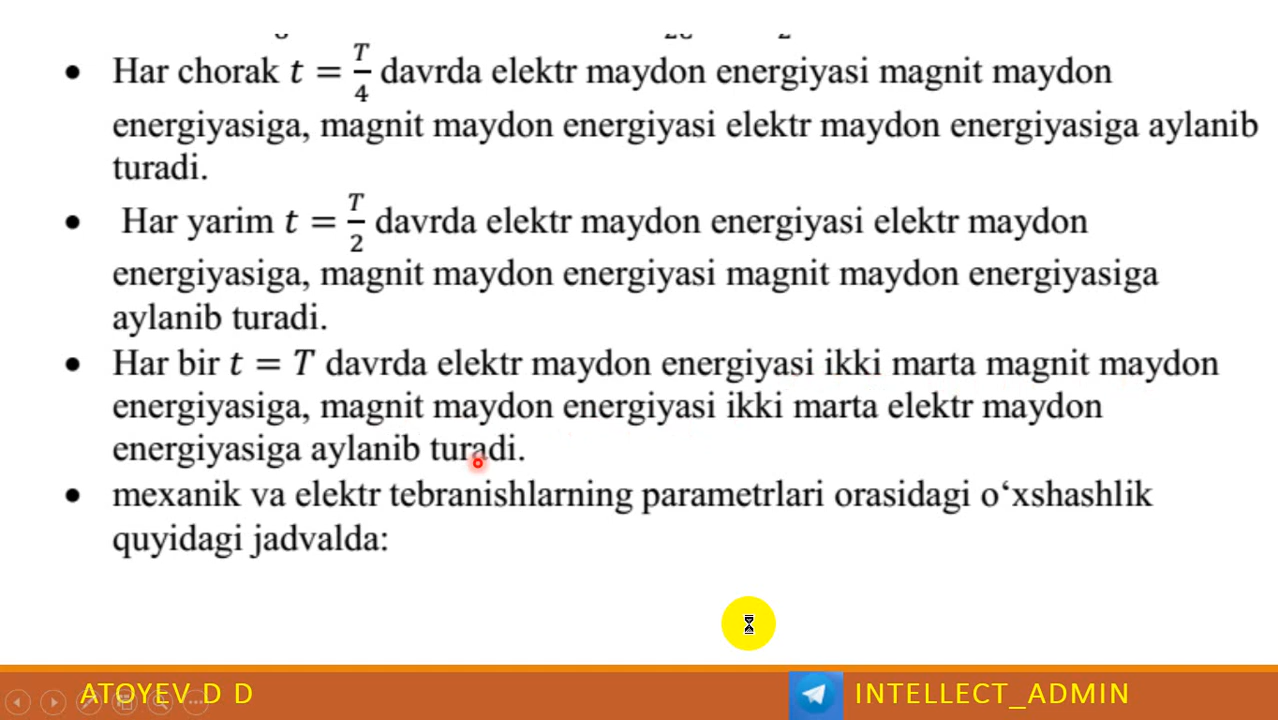 • Har chorak t = T/4 davrda elektr maydon energiyasi magnit maydon
energiyasiga, magnit maydon energiyasi elektr maydon energiyasiga aylanib
turadi.
• Har yarim t = T/2 davrda elektr maydon energiyasi elektr maydon
energiyasiga, magnit maydon energiyasi magnit maydon energiyasiga
aylanib turadi.
• Har bir t = T davrda elektr maydon energiyasi ikki marta magnit maydon
energiyasiga, magnit maydon energiyasi ikki marta elektr maydon
energiyasiga aylanib turadi.
• mexanik va elektr tebranishlarning parametrlari orasidagi o‘xshashlik
quyidagi jadvalda:
ATOYEV D D
INTELLECT_ADMIN